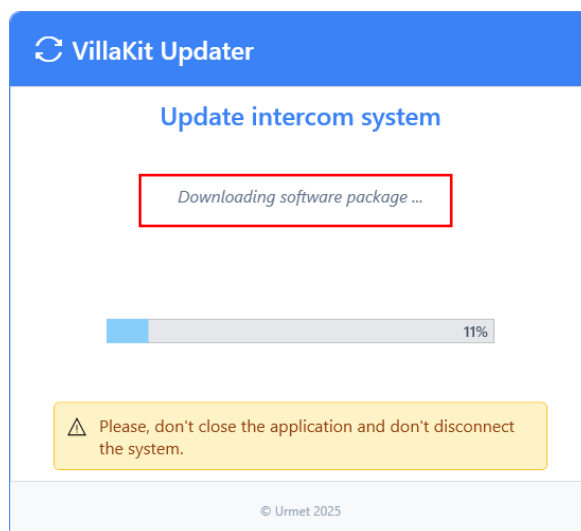 VillaKit Updater
Update intercom system
Downloading software package ...
11%
Please, don't close the application and don't disconnect
the system.
© Urmet 2025